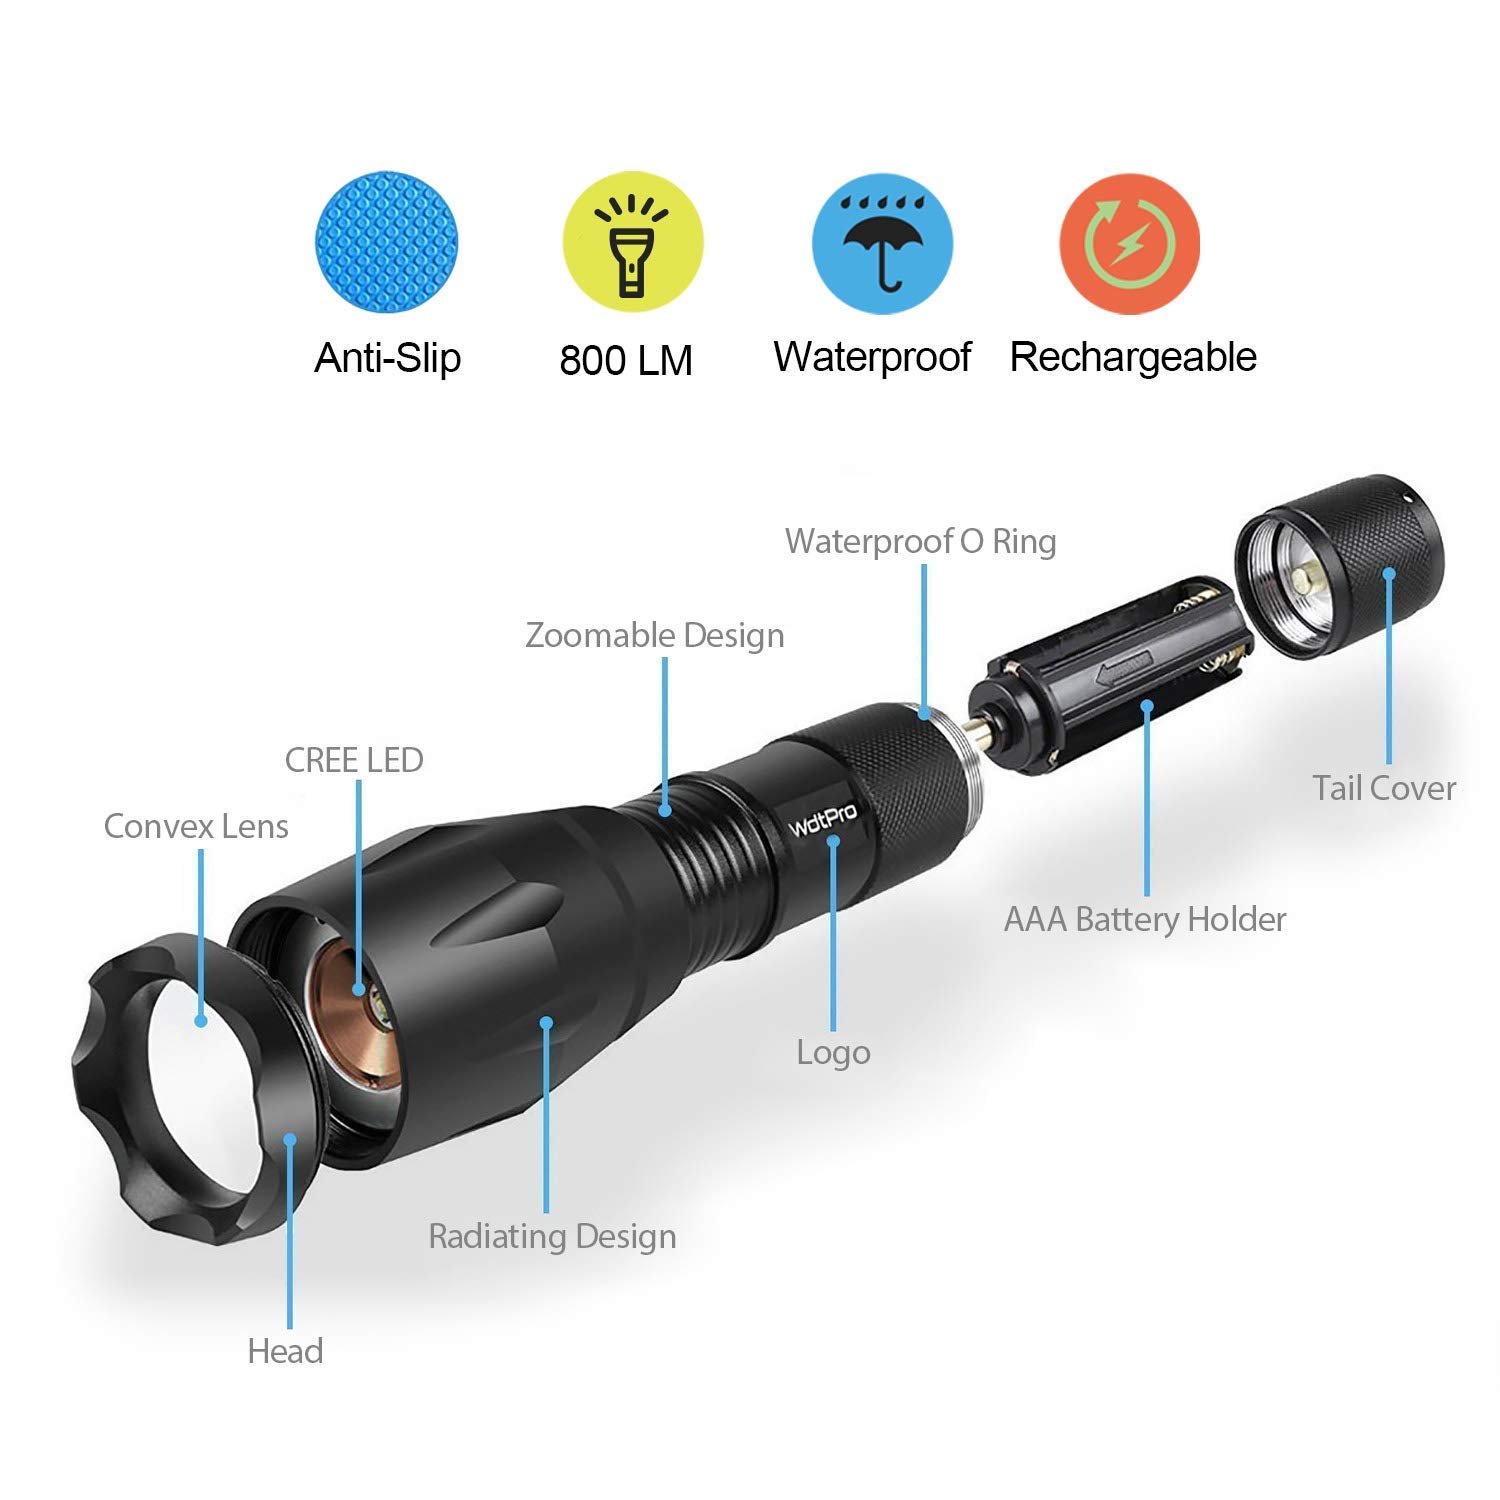 Anti-Slip
800 LM
Waterproof
Rechargeable
Waterproof O Ring
Zoomable Design
CREE LED
Convex Lens
Tail Cover
wdtPro
AAA Battery Holder
Logo
Radiating Design
Head